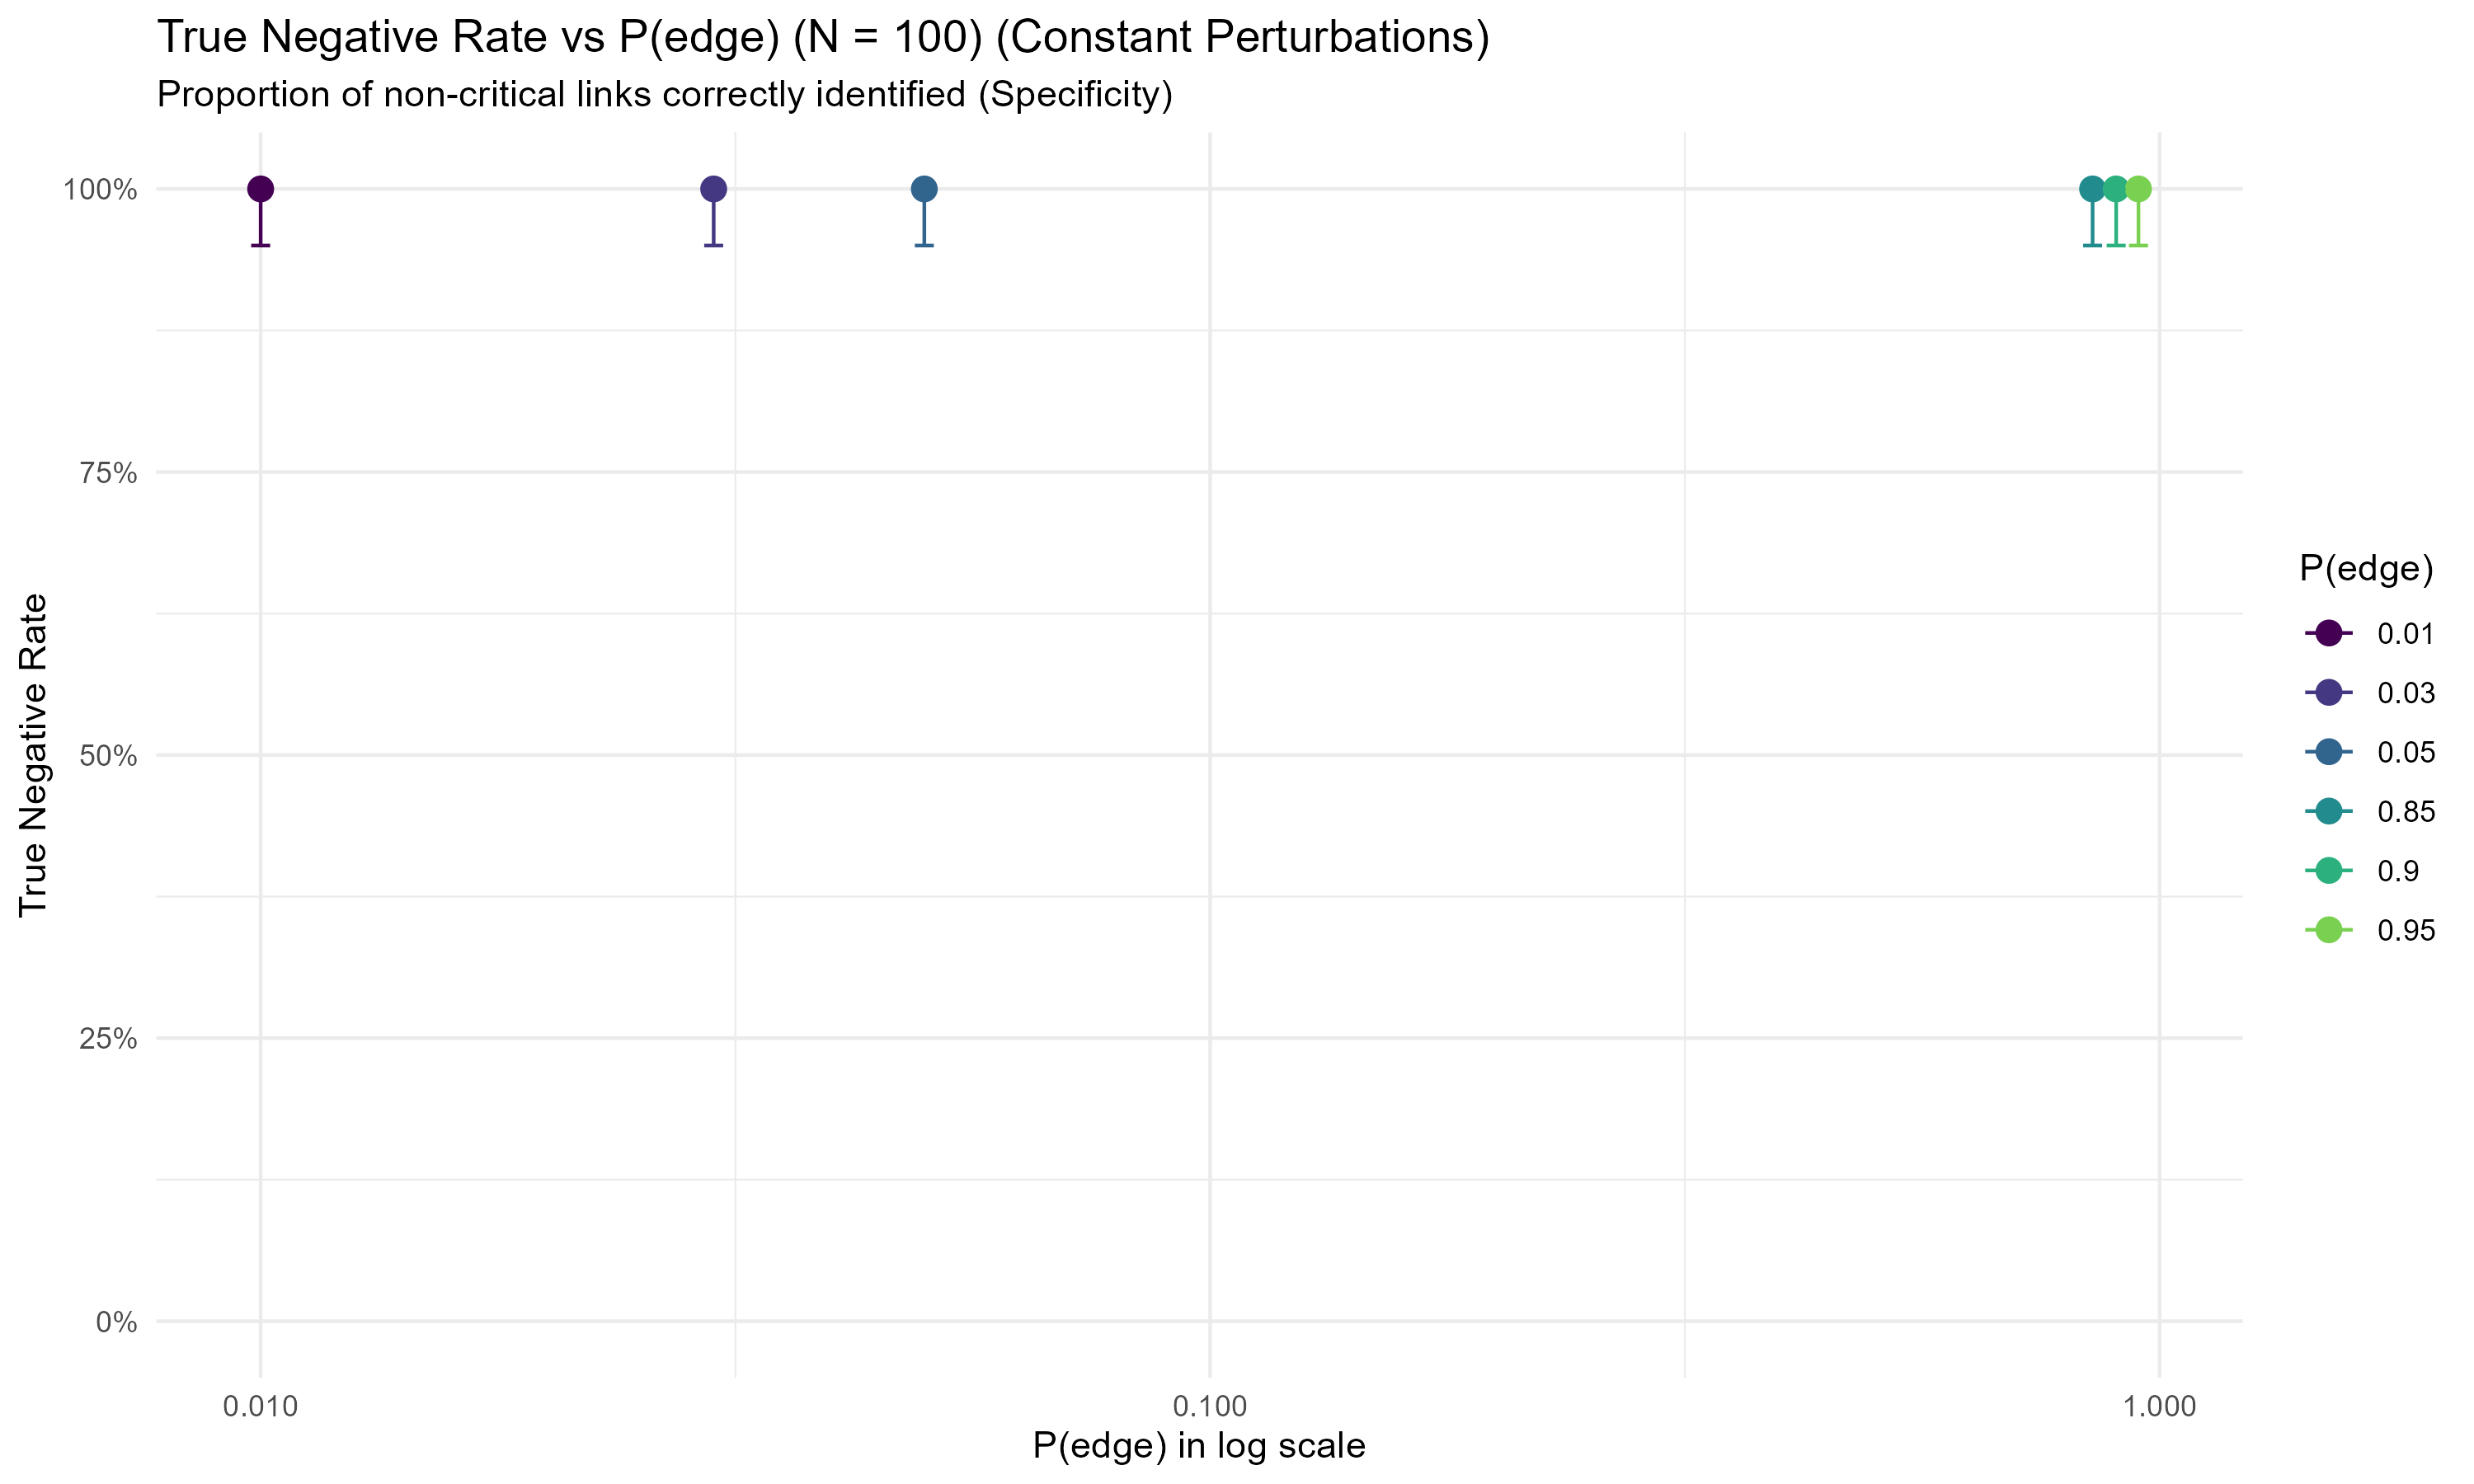 True Negative Rate vs P(edge) (N = 100) (Constant Perturbations)
Proportion of non-critical links correctly identified (Specificity)
True Negative Rate
100%
75%
50%
25%
0%
0.010
0.100
1.000
P(edge) in log scale
P(edge)
0.01
0.03
0.05
0.85
0.9
0.95